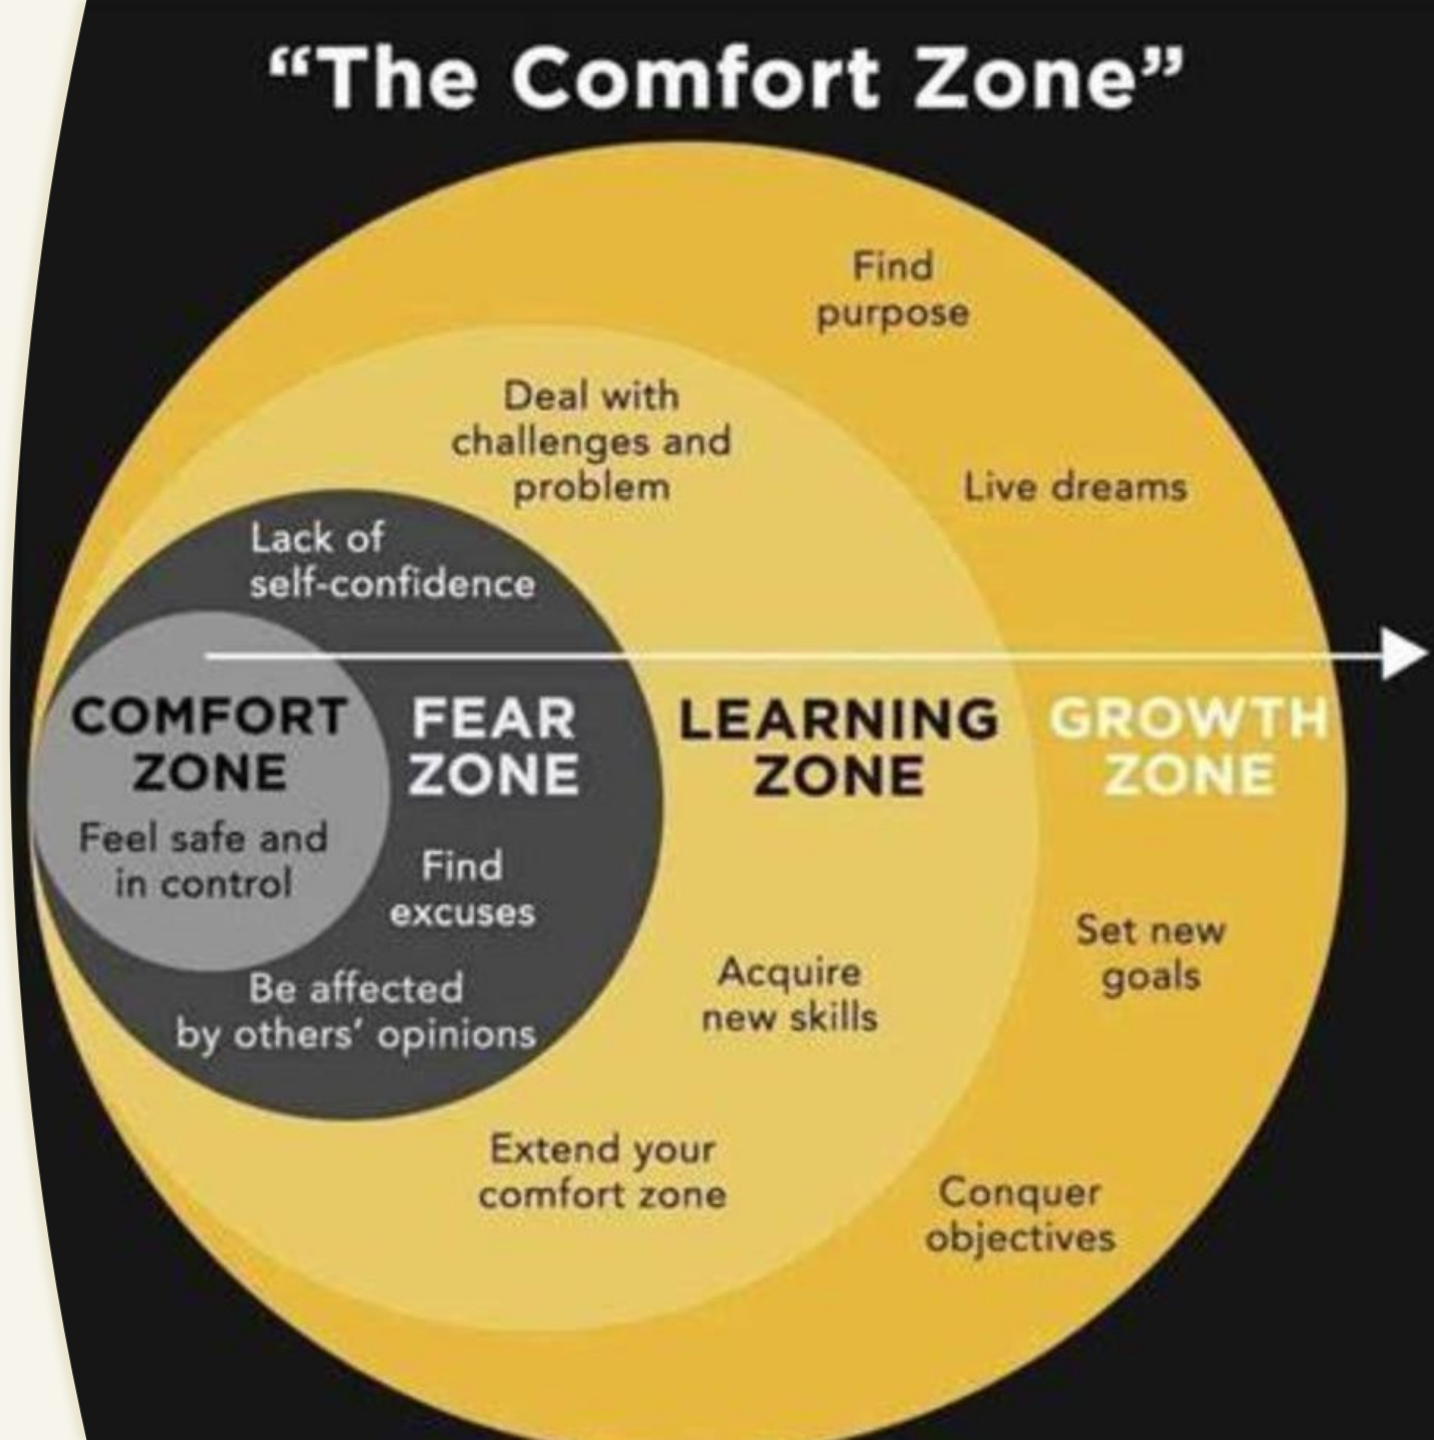 “The Comfort Zone”
Find
purpose
Deal with
challenges and
problem
Live dreams
Lack of
self-confidence
COMFORT
ZONE
Feel safe and
in control
FEAR
ZONE
Find
excuses
Be affected
by others’ opinions
LEARNING
ZONE
Acquire
new skills
Extend your
comfort zone
GROWTH
ZONE
Set new
goals
Conquer
objectives